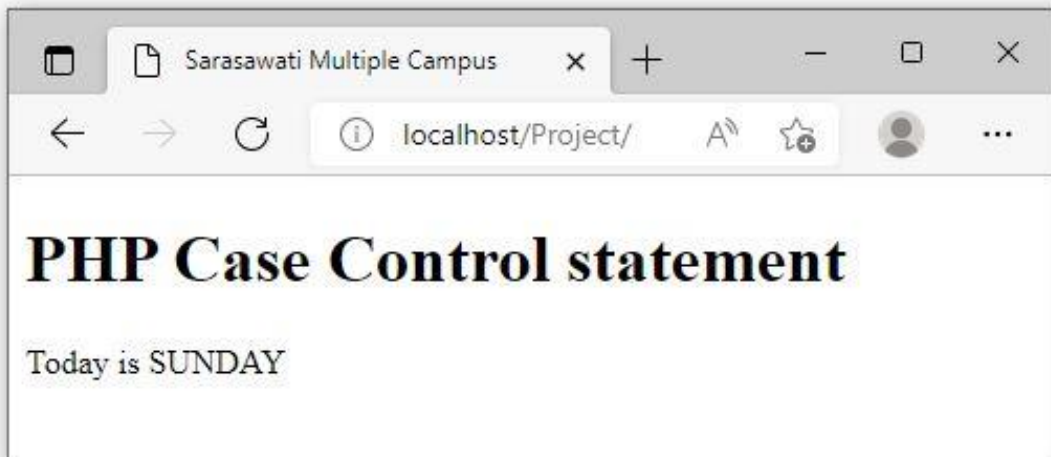 Sarasawati Multiple Campus
localhost/Project/
PHP Case Control statement
Today is SUNDAY